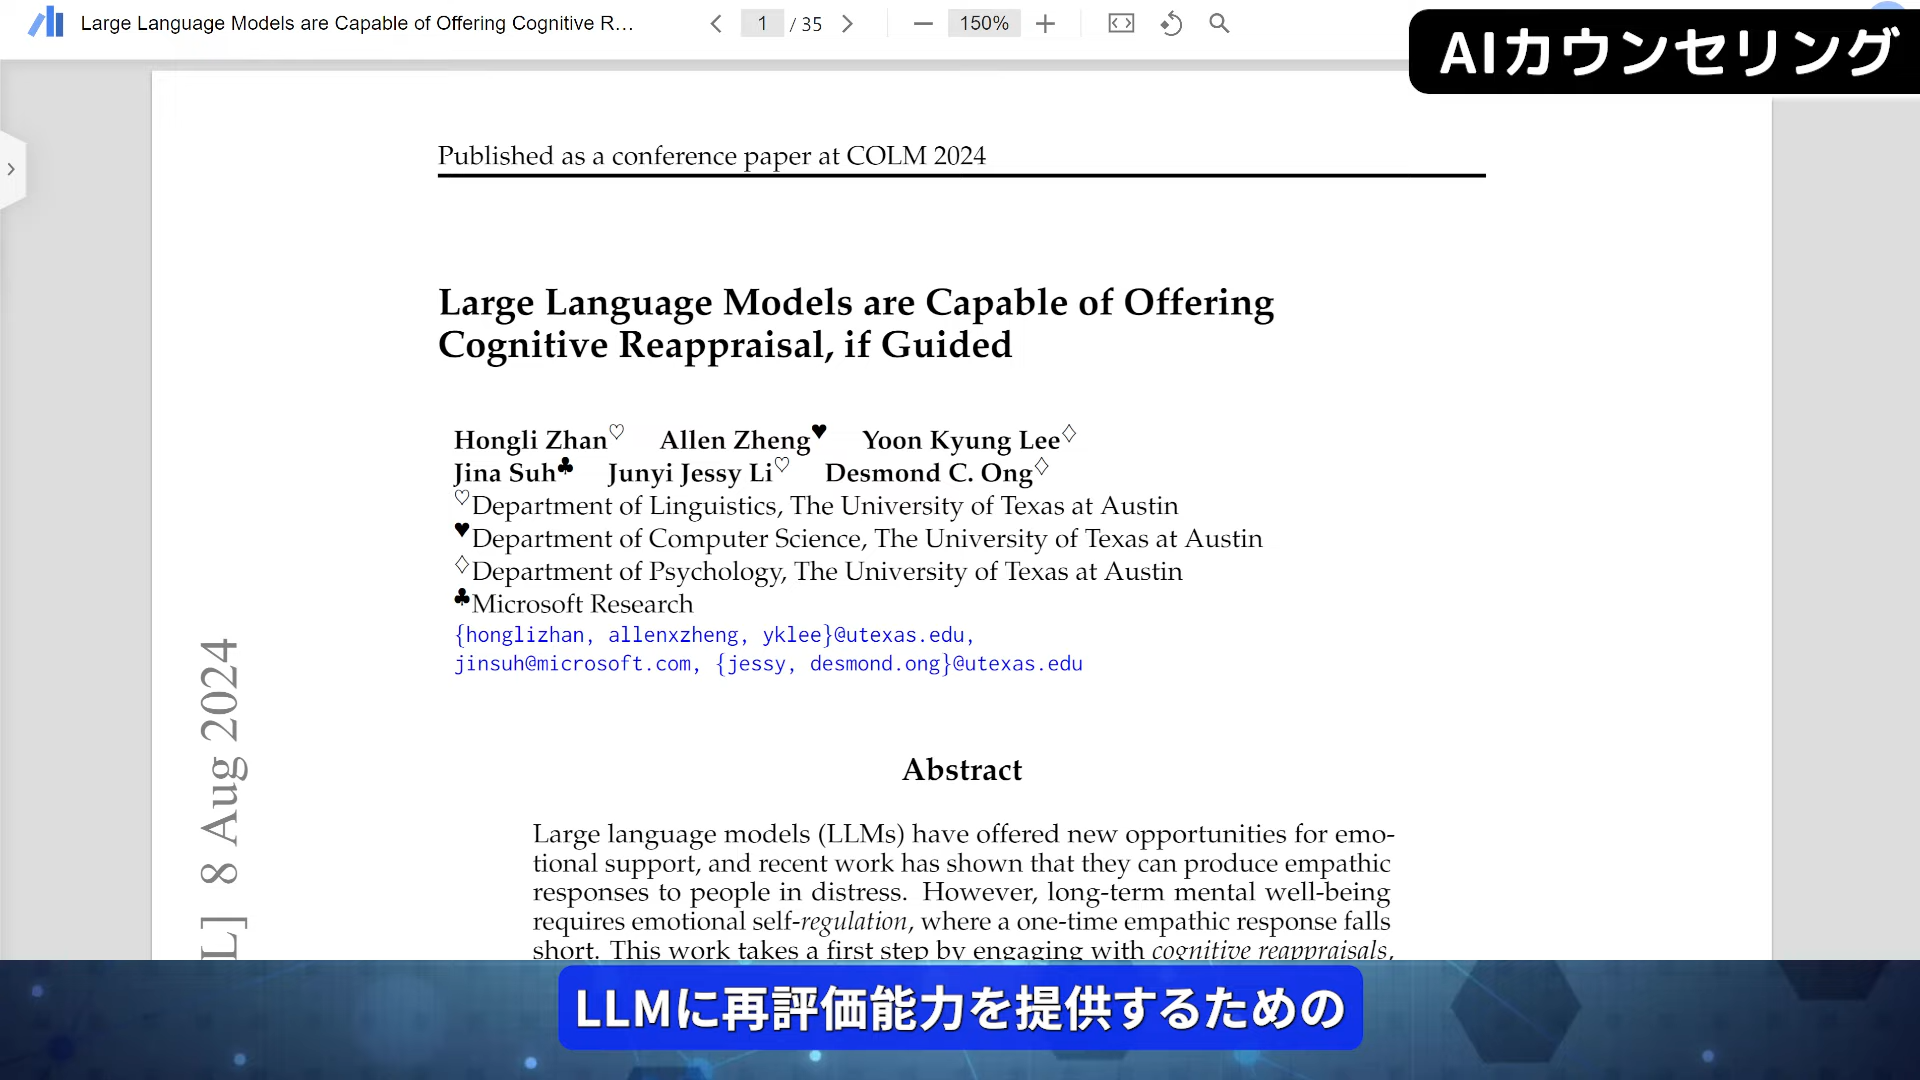 Large Language Models are Capable of Offering Cognitive R...
1 / 35
150%
AIカウンセリング
Published as a conference paper at COLM 2024
Large Language Models are Capable of Offering
Cognitive Reappraisal, if Guided
Hongli Zhan♡ Allen Zheng♥ Yoon Kyung Lee♢
Jina Suh♣ Junyi Jessy Li♡ Desmond C. Ong♢
♡Department of Linguistics, The University of Texas at Austin
♥Department of Computer Science, The University of Texas at Austin
♢Department of Psychology, The University of Texas at Austin
♣Microsoft Research
{honglizhan, allenxzheng, yklee}@utexas.edu,
jinsuh@microsoft.com, {jessy, desmond.ong}@utexas.edu
L] 8 Aug 2024
Abstract
Large language models (LLMs) have offered new opportunities for emo-
tional support, and recent work has shown that they can produce empathic
responses to people in distress. However, long-term mental well-being
requires emotional self-regulation, where a one-time empathic response falls
short. This work takes a first step by engaging with cognitive reappraisals,
LLMに再評価能力を提供するための